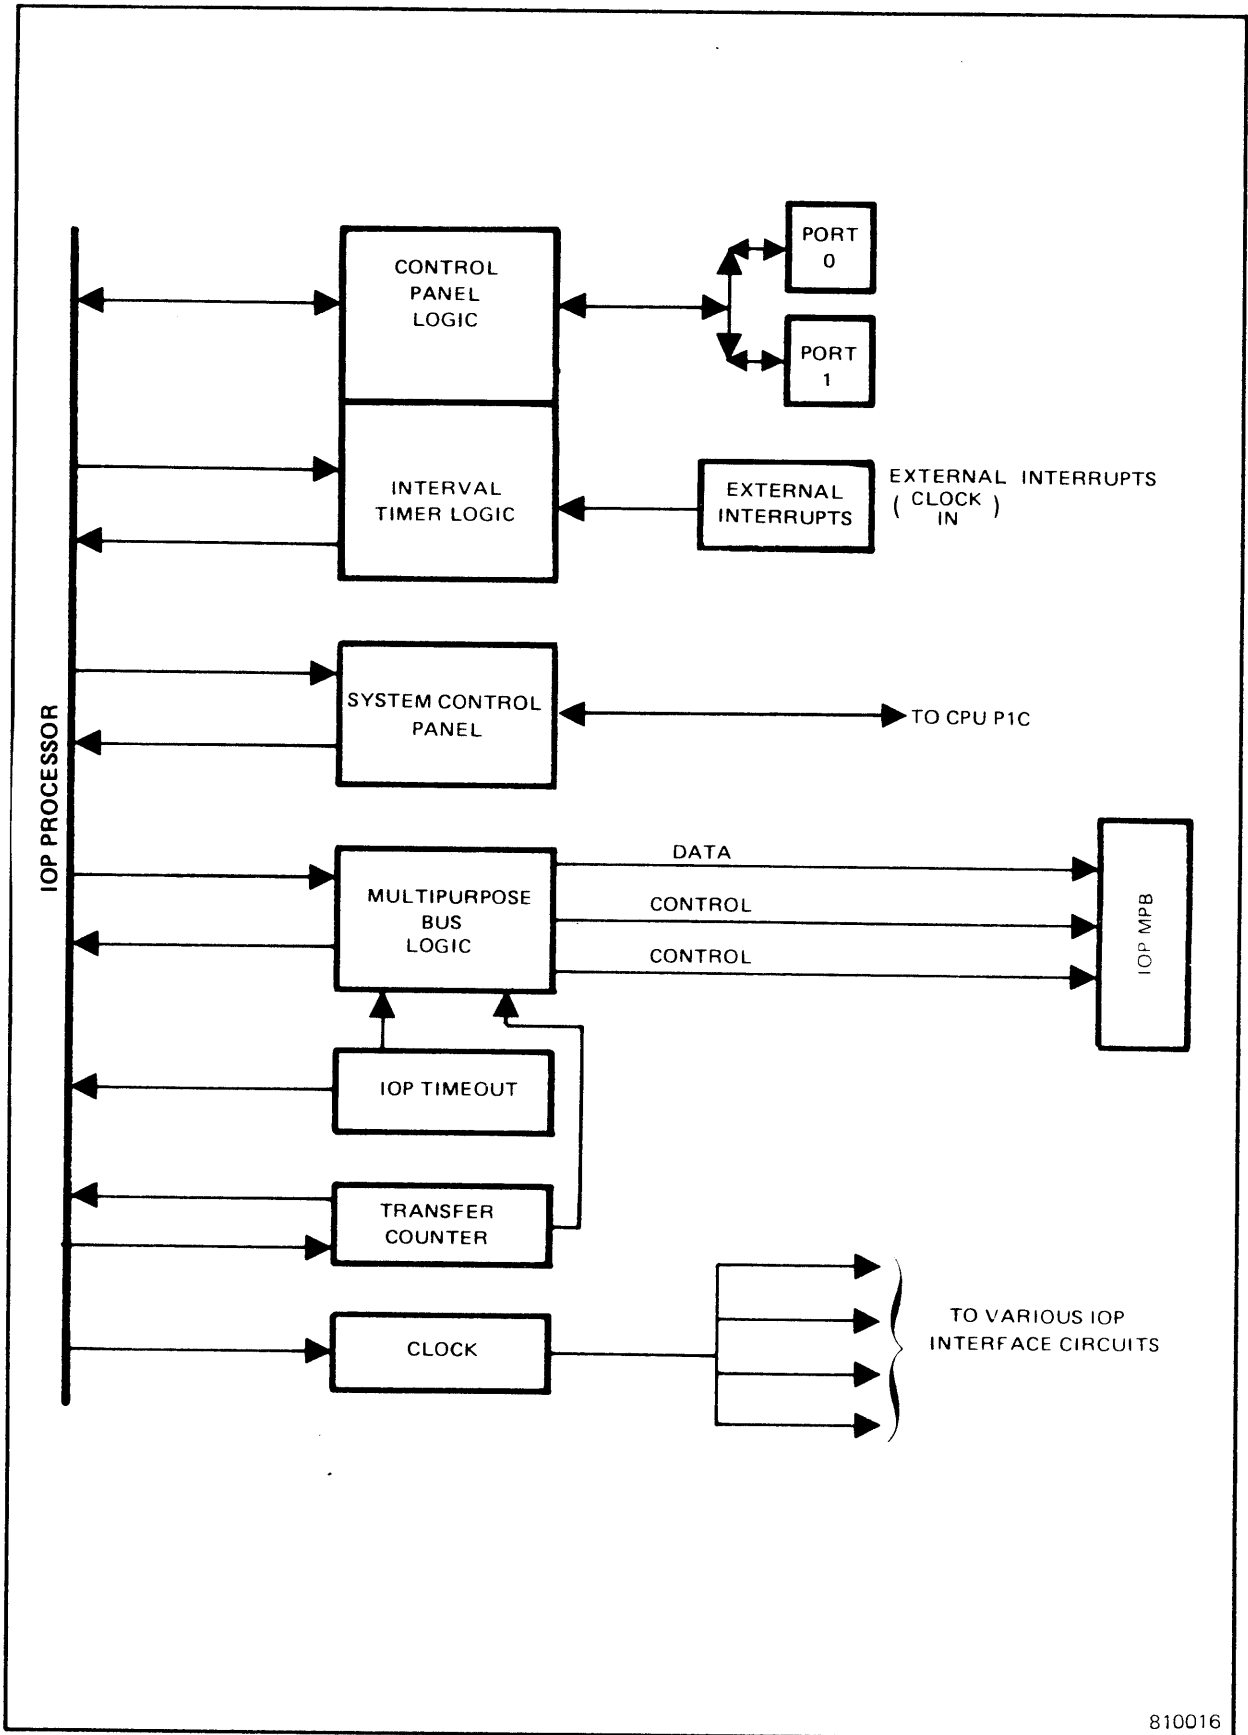 PORT
0
CONTROL
PANEL
LOGIC
PORT
1
INTERVAL
TIMER LOGIC
EXTERNAL
INTERRUPTS
EXTERNAL INTERRUPTS
( CLOCK )
IN
IOP PROCESSOR
SYSTEM CONTROL
PANEL
TO CPU P1C
MULTIPURPOSE
BUS
LOGIC
DATA
CONTROL
CONTROL
IOP MPB
IOP TIMEOUT
TRANSFER
COUNTER
CLOCK
TO VARIOUS IOP
INTERFACE CIRCUITS
810016